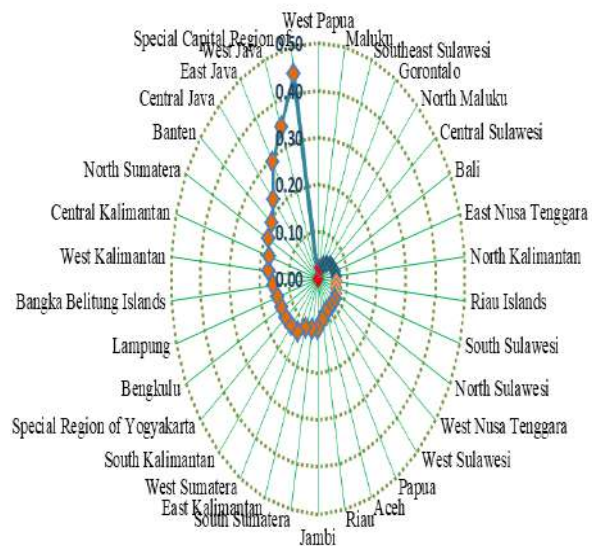 West Papua
Maluku
Southeast Sulawesi
Gorontalo
North Maluku
Central Sulawesi
Bali
East Nusa Tenggara
North Kalimantan
Riau Islands
South Sulawesi
North Sulawesi
West Nusa Tenggara
West Sulawesi
Papua
Aceh
Riau
Jambi
South Sumatera
East Kalimantan
West Sumatera
South Kalimantan
Special Region of Yogyakarta
Bengkulu
Lampung
Bangka Belitung Islands
West Kalimantan
Central Kalimantan
North Sumatera
Banten
Central Java
East Java
West Java
Special Capital Region of
0.50
0.40
0.30
0.20
0.10
0.00